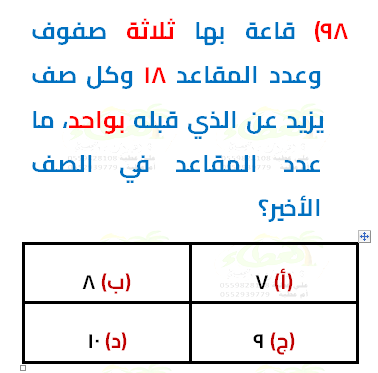 ٩٨) قاعة بها ثلاثة صفوف
وعدد المقاعد ١٨ وكل صف
يزيد عن الذي قبله بواحد، ما
عدد المقاعد في الصف
الأخير؟
(أ) ٧ (ب) ٨
(ج) ٩ (د) ١٠